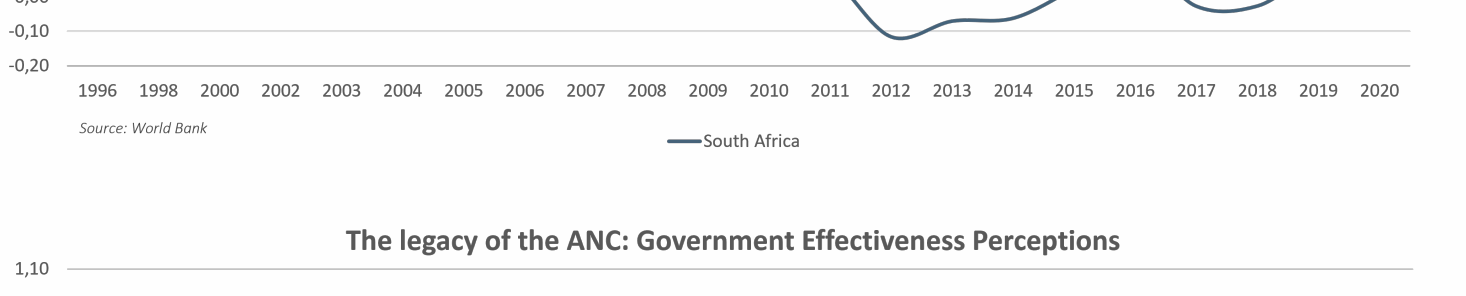 -0,10
-0,20
1996 1998 2000 2002 2003 2004 2005 2006 2007 2008 2009 2010 2011 2012 2013 2014 2015 2016 2017 2018 2019 2020
Source: World Bank
South Africa
The legacy of the ANC: Government Effectiveness Perceptions
1,10